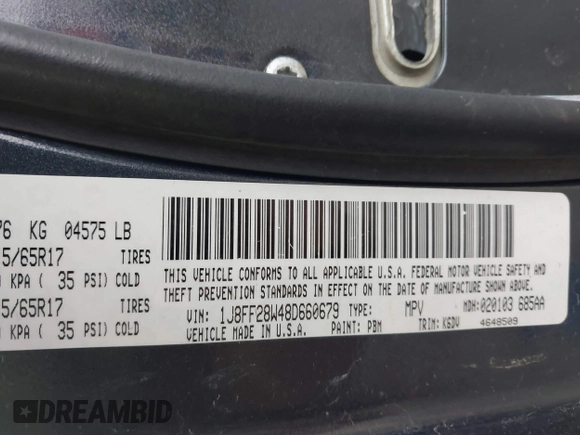 76 KG 04575 LB
5/65R17 TIRES
KPA ( 35 PSI) COLD
5/65R17 TIRES
KPA ( 35 PSI) COLD
THIS VEHICLE CONFORMS TO ALL APPLICABLE U.S.A. FEDERAL MOTOR VEHICLE SAFETY AND
THEFT PREVENTION STANDARDS IN EFFECT ON THE DATE OF MANUFACTURE SHOWN ABOVE.
VIN: 1J8FF28W48D660679 TYPE: MPV MDH: 020103 685AA
VEHICLE MADE IN U.S.A. PAINT: PBM TRIM: KSDV 4648509
DREAMBID